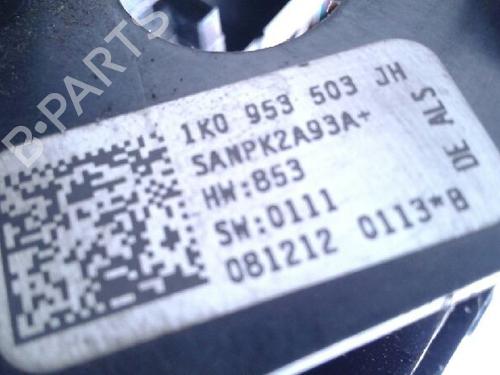 1K0 953 503 JH
SANPK2A93A+
HW:853
SW:0111
081212 0113*B
DE ALS
B-PARTS